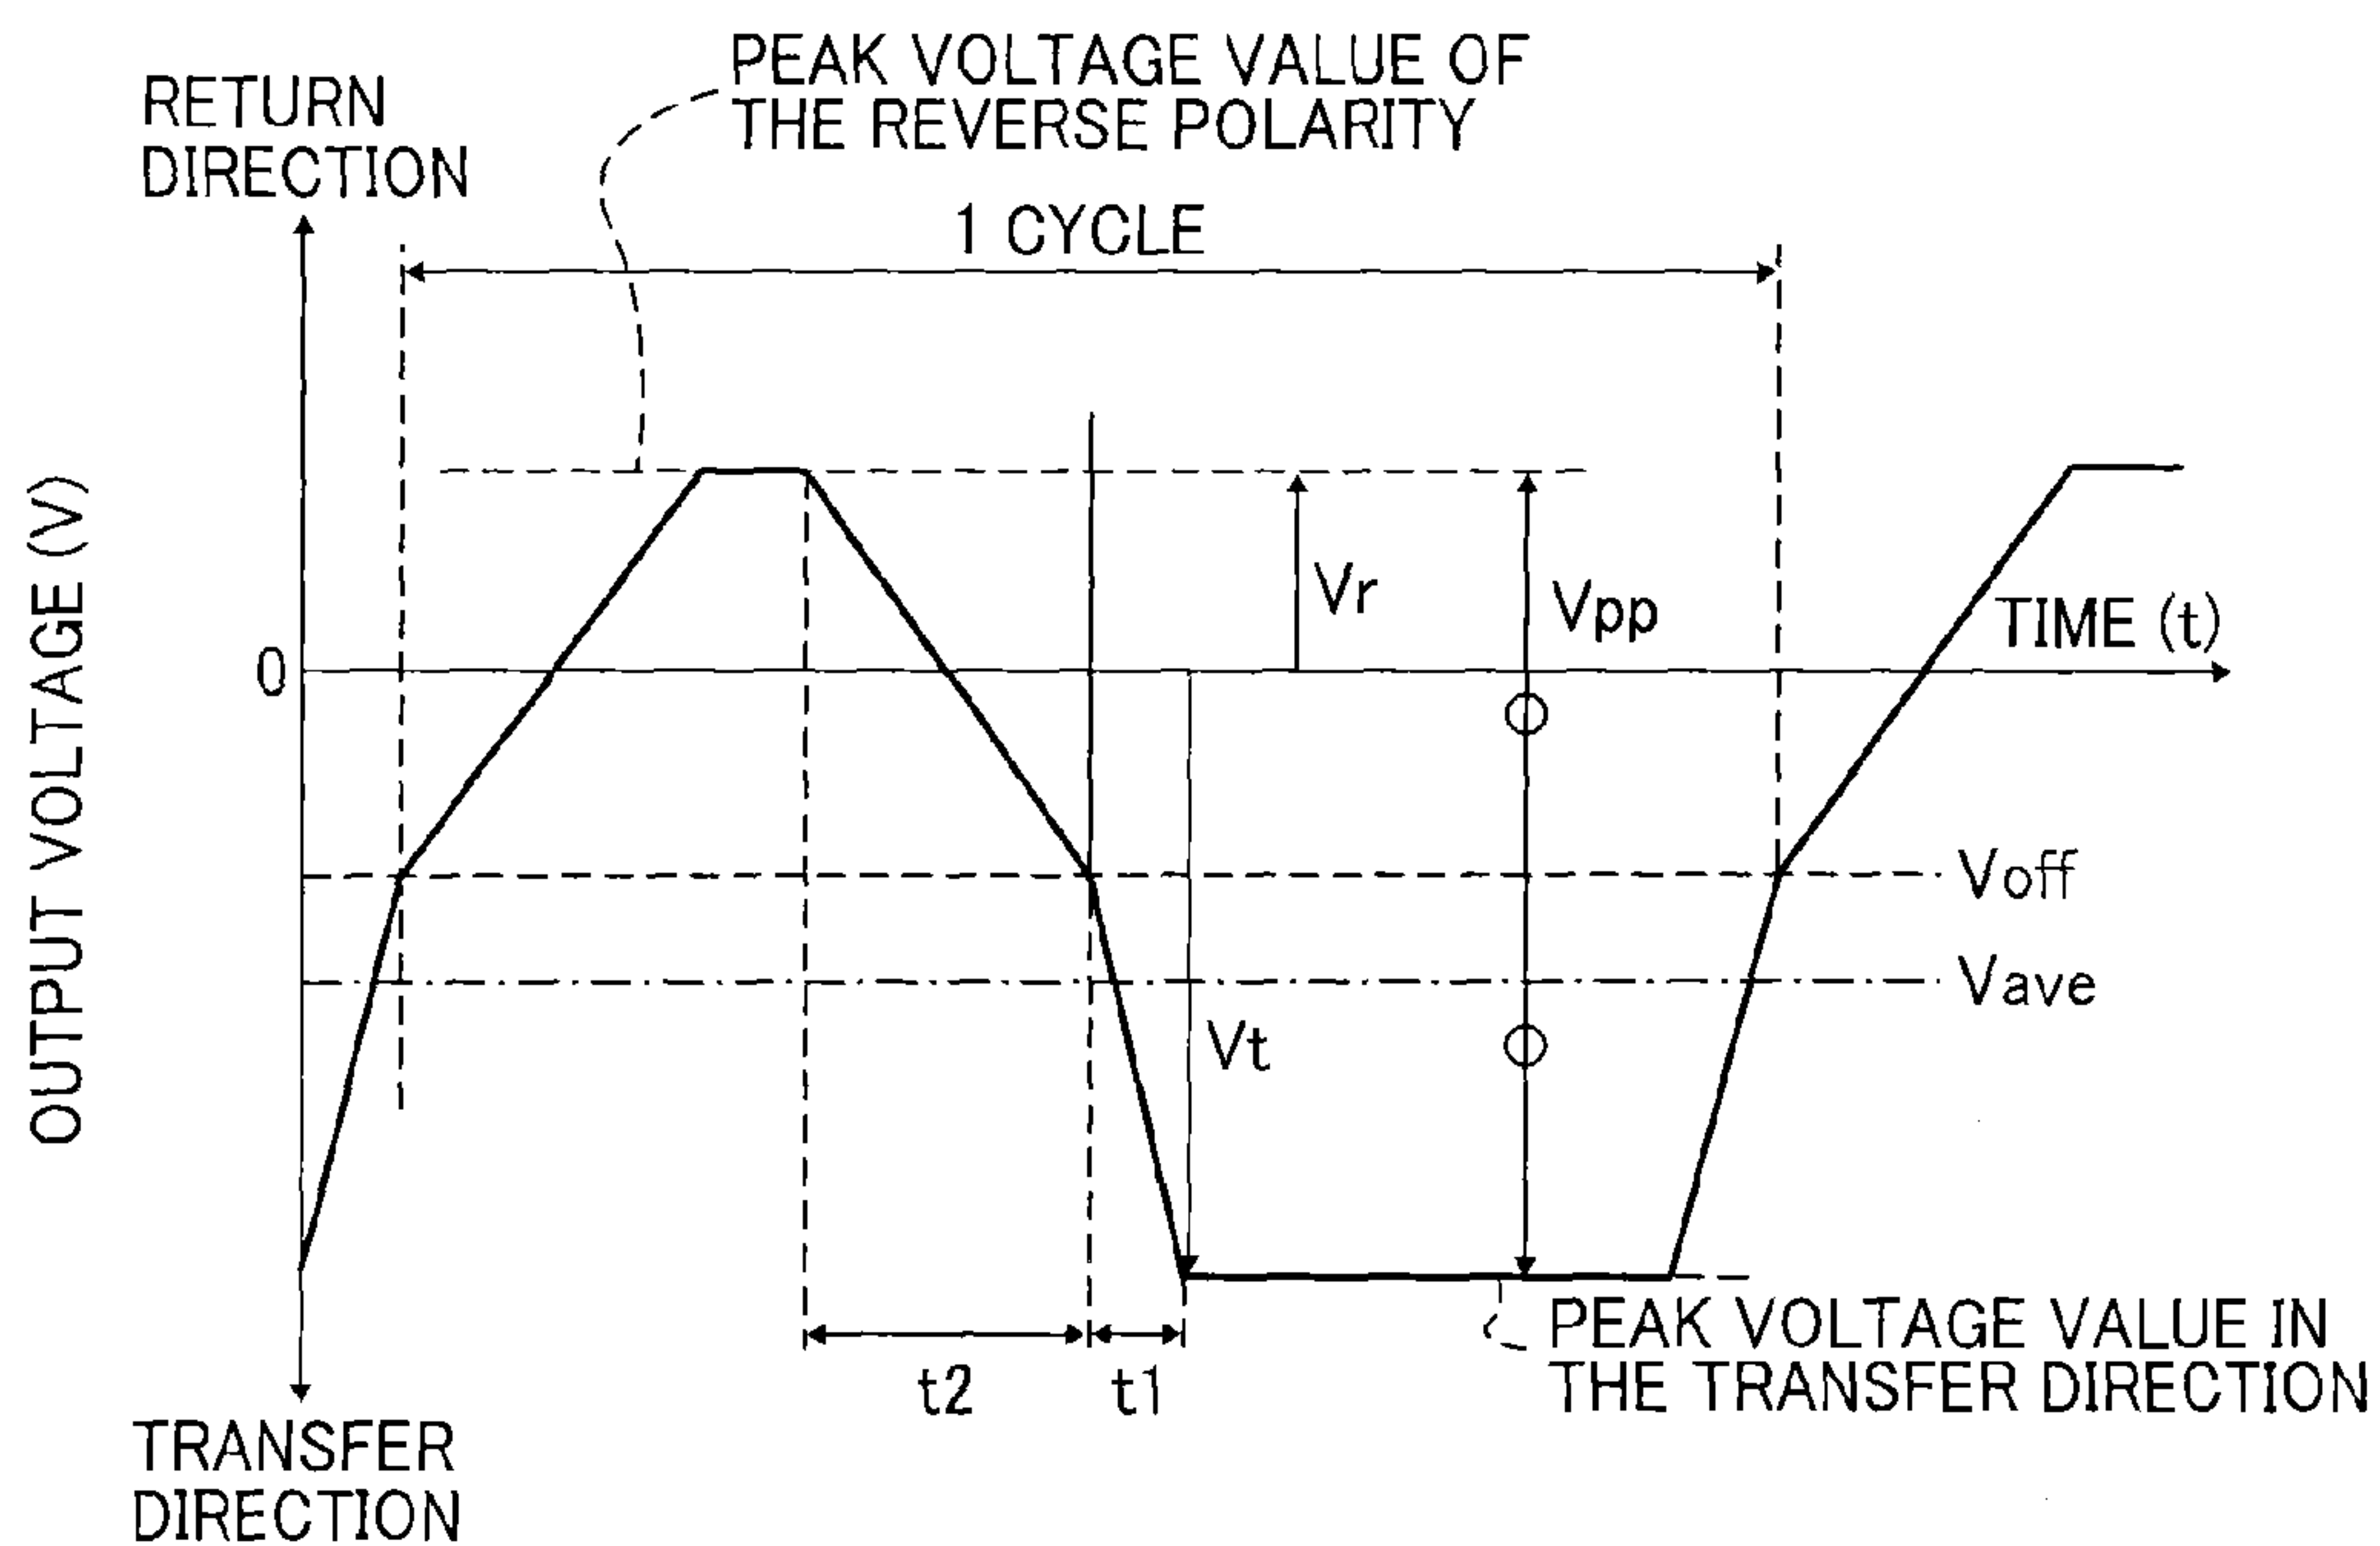 PEAK VOLTAGE VALUE OF
THE REVERSE POLARITY
RETURN
DIRECTION
1 CYCLE
OUTPUT VOLTAGE (V)
0
Vr
Vpp
TIME (t)
Voff
Vave
Vt
t2
t1
PEAK VOLTAGE VALUE IN
THE TRANSFER DIRECTION
TRANSFER
DIRECTION